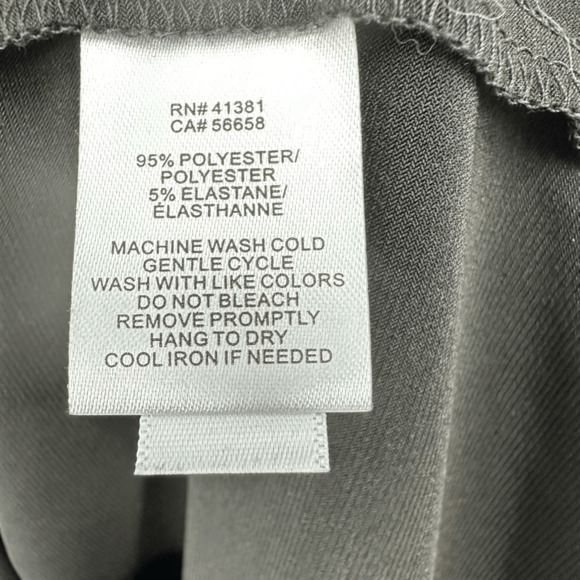 RN# 41381
CA# 56658
95% POLYESTER/
POLYESTER
5% ELASTANE/
ÉLASTHANNE
MACHINE WASH COLD
GENTLE CYCLE
WASH WITH LIKE COLORS
DO NOT BLEACH
REMOVE PROMPTLY
HANG TO DRY
COOL IRON IF NEEDED